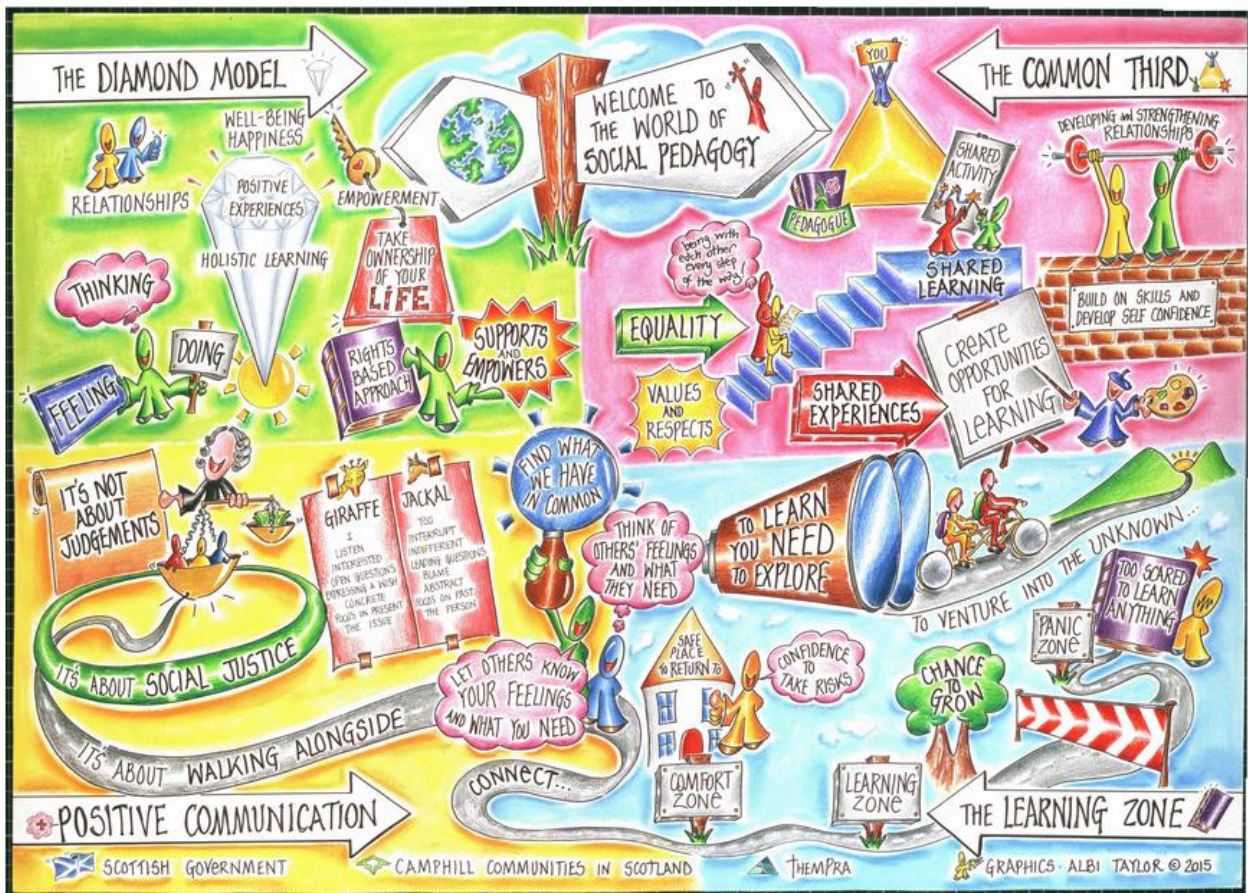 THE DIAMOND MODEL
WELCOME TO
THE WORLD OF
SOCIAL PEDAGOGY
YOU
THE COMMON THIRD
RELATIONSHIPS
WELL-BEING
HAPPINESS
POSITIVE
EXPERIENCES
HOLISTIC LEARNING
EMPOWERMENT
TAKE
OWNERSHIP
OF YOUR
LIFE
THINKING
DOING
FEELING
RIGHTS
BASED
APPROACH
SUPPORTS
AND
EMPOWERS
PEDAGOGUE
SHARED
ACTIVITY
DEVELOPING and STRENGTHENING
RELATIONSHIPS
being with
each other
every step
of the way!
EQUALITY
SHARED
LEARNING
BUILD ON SKILLS AND
DEVELOP SELF CONFIDENCE
VALUES
AND
RESPECTS
SHARED
EXPERIENCES
CREATE
OPPORTUNITIES
FOR
LEARNING
IT'S NOT
ABOUT
JUDGEMENTS
GIRAFFE
I
LISTEN
INTERESTED
OPEN QUESTIONS
EXPRESSING A WISH
CONCRETE
FOCUS ON PRESENT
THE ISSUE
JACKAL
YOU
INTERRUPT
INDIFFERENT
LEADING QUESTIONS
BLAME
ABSTRACT
FOCUS ON PAST
THE PERSON
FIND WHAT
WE HAVE
IN COMMON
THINK OF
OTHERS' FEELINGS
AND WHAT
THEY NEED
LET OTHERS KNOW
YOUR FEELINGS
AND WHAT YOU NEED
IT'S ABOUT SOCIAL JUSTICE
IT'S ABOUT WALKING ALONGSIDE
CONNECT...
POSITIVE COMMUNICATION
TO LEARN
YOU NEED
TO EXPLORE
TO VENTURE INTO THE UNKNOWN...
TOO SCARED
TO LEARN
ANYTHING
PANIC
ZONE
SAFE
PLACE
TO RETURN TO
CONFIDENCE
TO
TAKE RISKS
CHANCE
TO
GROW
COMFORT
ZONE
LEARNING
ZONE
THE LEARNING ZONE
SCOTTISH GOVERNMENT
CAMPHILL COMMUNITIES IN SCOTLAND
THEMPRA
GRAPHICS · ALBI TAYLOR © 2015